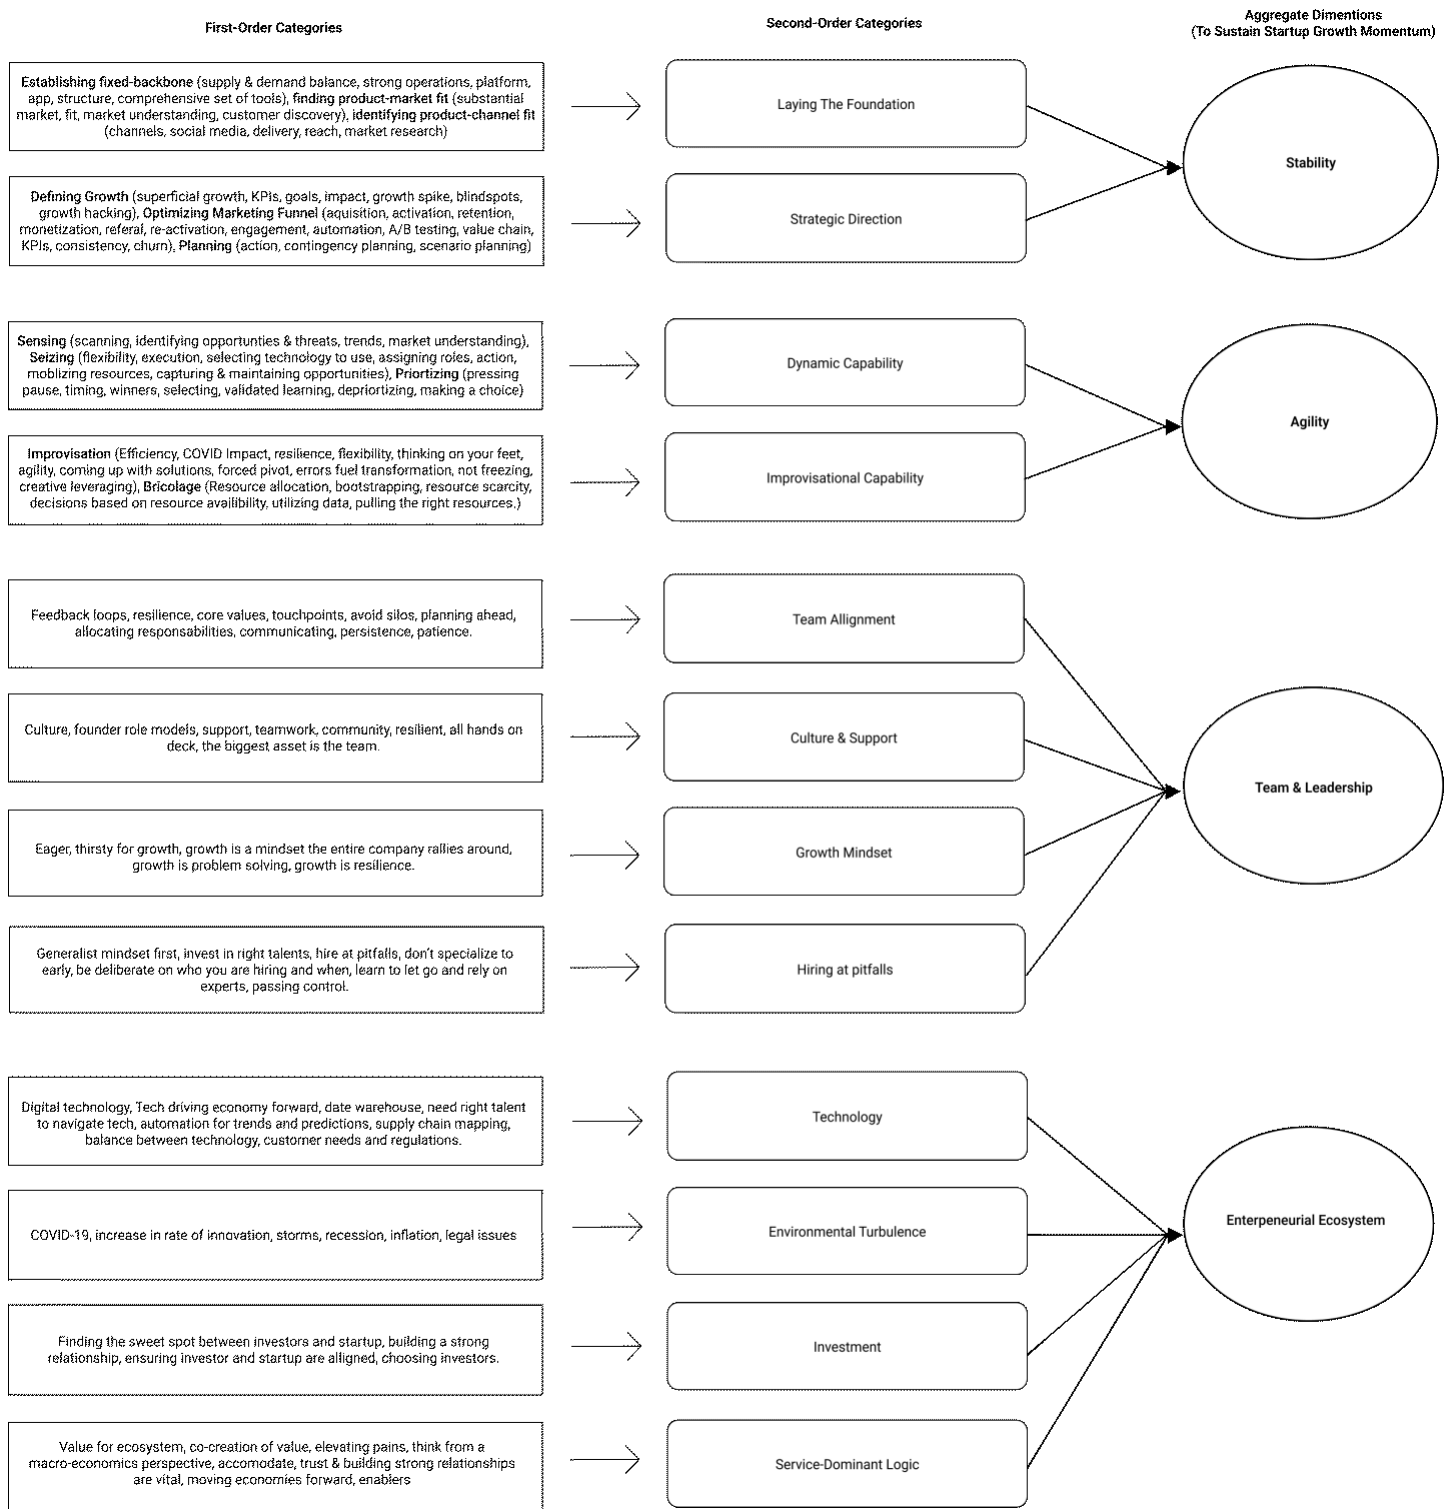 First-Order Categories
Second-Order Categories
Aggregate Dimentions
(To Sustain Startup Growth Momentum)
Establishing fixed-backbone (supply & demand balance, strong operations, platform,
app, structure, comprehensive set of tools), finding product-market fit (substantial
market, fit, market understanding, customer discovery), identifying product-channel fit
(channels, social media, delivery, reach, market research)
Laying The Foundation
Stability
Defining Growth (superficial growth, KPIs, goals, impact, growth spike, blindspots,
growth hacking), Optimizing Marketing Funnel (aquisition, activation, retention,
monetization, referal, re-activation, engagement, automation, A/B testing, value chain,
KPIs, consistency, churn), Planning (action, contingency planning, scenario planning)
Strategic Direction
Sensing (scanning, identifying opportunties & threats, trends, market understanding),
Seizing (flexibility, execution, selecting technology to use, assigning roles, action,
moblizing resources, capturing & maintaining opportunities), Priortizing (pressing
pause, timing, winners, selecting, validated learning, depriortizing, making a choice)
Dynamic Capability
Agility
Improvisation (Efficiency, COVID Impact, resilience, flexibility, thinking on your feet,
agility, coming up with solutions, forced pivot, errors fuel transformation, not freezing,
creative leveraging), Bricolage (Resource allocation, bootstrapping, resource scarcity,
decisions based on resource availibility, utilizing data, pulling the right resources.)
Improvisational Capability
Feedback loops, resilience, core values, touchpoints, avoid silos, planning ahead,
allocating responsabilities, communicating, persistence, patience.
Team Allignment
Culture, founder role models, support, teamwork, community, resilient, all hands on
deck, the biggest asset is the team.
Culture & Support
Team & Leadership
Eager, thirsty for growth, growth is a mindset the entire company rallies around,
growth is problem solving, growth is resilience.
Growth Mindset
Generalist mindset first, invest in right talents, hire at pitfalls, don't specialize to
early, be deliberate on who you are hiring and when, learn to let go and rely on
experts, passing control.
Hiring at pitfalls
Digital technology, Tech driving economy forward, date warehouse, need right talent
to navigate tech, automation for trends and predictions, supply chain mapping,
balance between technology, customer needs and regulations.
Technology
COVID-19, increase in rate of innovation, storms, recession, inflation, legal issues
Environmental Turbulence
Enterpeneurial Ecosystem
Finding the sweet spot between investors and startup, building a strong
relationship, ensuring investor and startup are aligned, choosing investors.
Investment
Value for ecosystem, co-creation of value, elevating pains, think from a
macro-economics perspective, accomodate, trust & building strong relationships
are vital, moving economies forward, enablers
Service-Dominant Logic